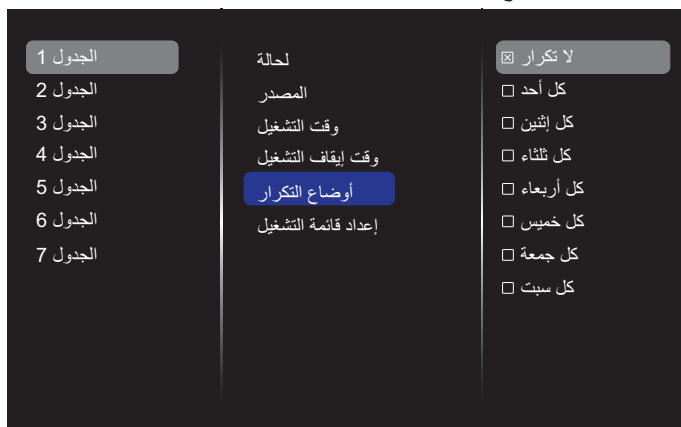 الجدول 1
الجدول 2
الجدول 3
الجدول 4
الجدول 5
الجدول 6
الجدول 7
لحالة
المصدر
وقت التشغيل
وقت إيقاف التشغيل
أوضاع التكرار
إعداد قائمة التشغيل
لا تكرار ☒
كل أحد ☐
كل إثنين ☐
كل ثلثاء ☐
كل أربعاء ☐
كل خميس ☐
كل جمعة ☐
كل سبت ☐